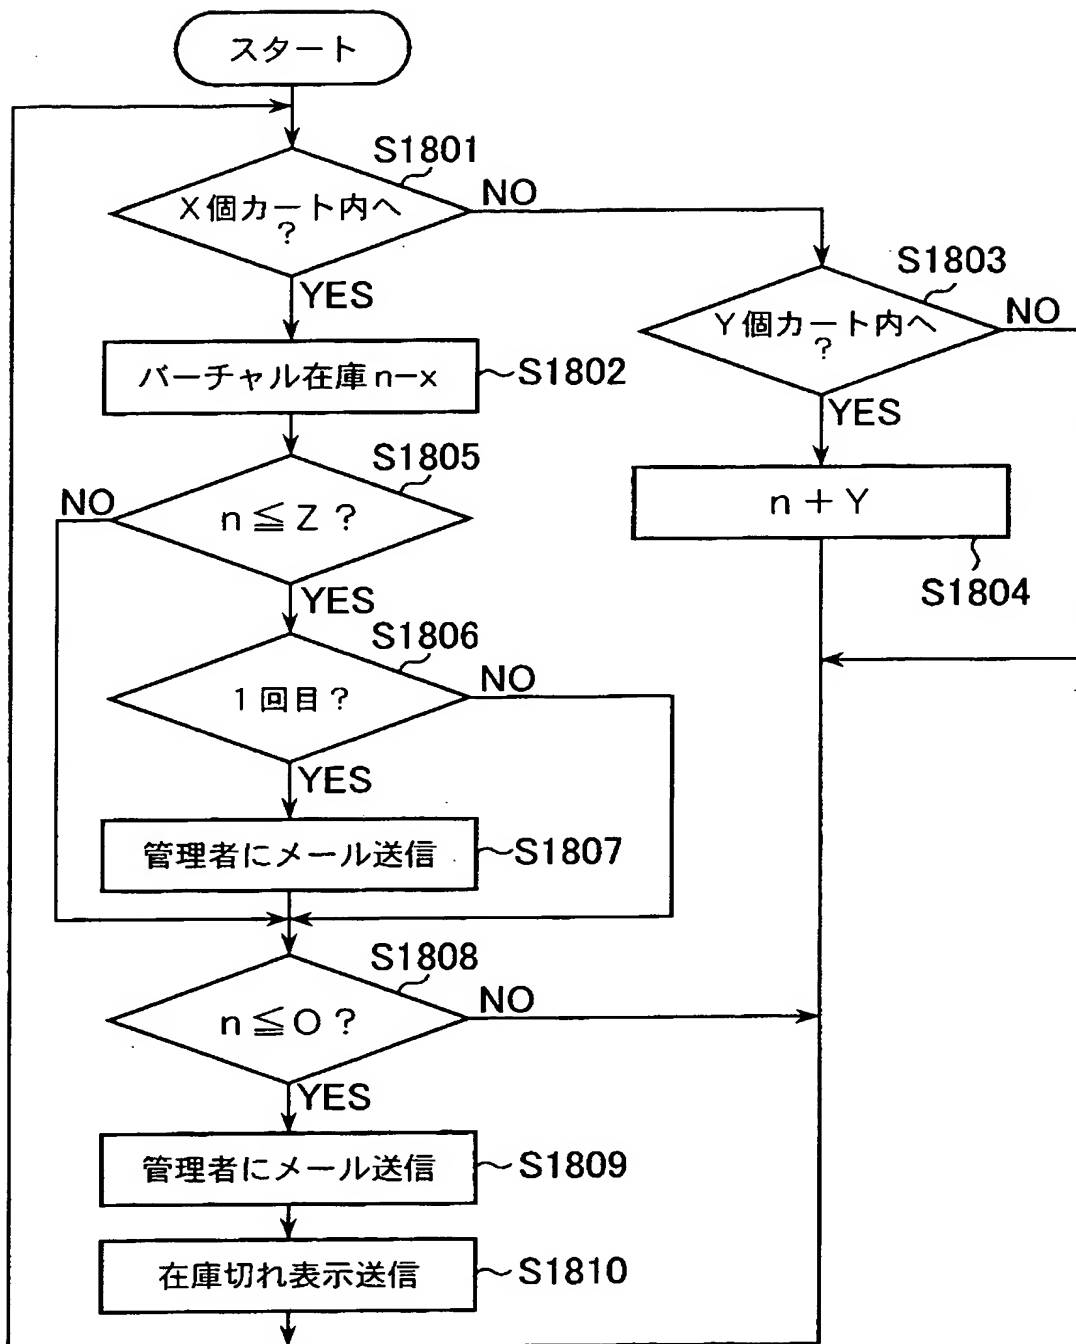 スタート
S1801
X個カート内へ
?
NO
YES
S1803
Y個カート内へ
?
NO
YES
バーチャル在庫n−x
S1802
n+Y
S1804
S1805
n≦Z?
NO
YES
S1806
1回目?
NO
YES
管理者にメール送信
S1807
S1808
n≦O?
NO
YES
管理者にメール送信
S1809
在庫切れ表示送信
S1810